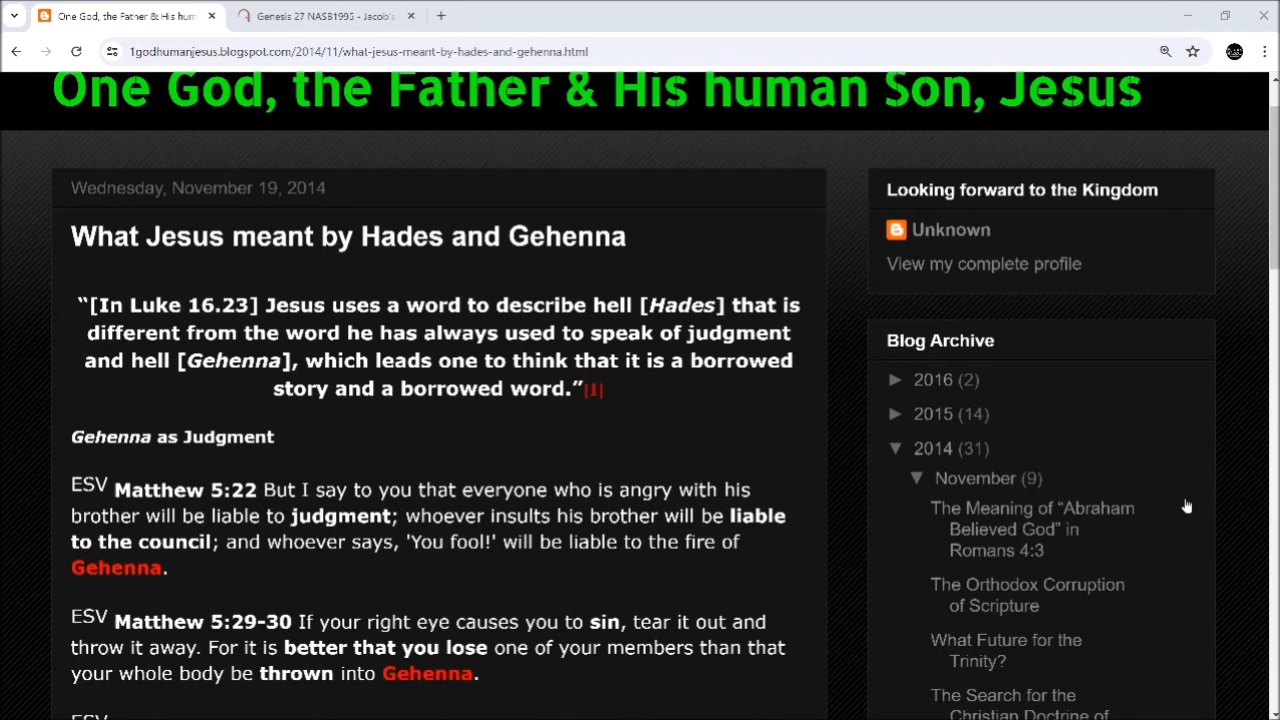 One God, the Father & His hum
Genesis 27 NASB1995 - Jacob's
1godhumanjesus.blogspot.com/2014/11/what-jesus-meant-by-hades-and-gehenna.html
One God, the Father & His human Son, Jesus
Wednesday, November 19, 2014
What Jesus meant by Hades and Gehenna
“[In Luke 16.23] Jesus uses a word to describe hell [Hades] that is
different from the word he has always used to speak of judgment
and hell [Gehenna], which leads one to think that it is a borrowed
story and a borrowed word.”[1]
Gehenna as Judgment
ESV Matthew 5:22 But I say to you that everyone who is angry with his
brother will be liable to judgment; whoever insults his brother will be liable
to the council; and whoever says, 'You fool!' will be liable to the fire of
Gehenna.
ESV Matthew 5:29-30 If your right eye causes you to sin, tear it out and
throw it away. For it is better that you lose one of your members than that
your whole body be thrown into Gehenna.
ESV
Looking forward to the Kingdom
Unknown
View my complete profile
Blog Archive
► 2016 (2)
► 2015 (14)
▼ 2014 (31)
▼ November (9)
The Meaning of “Abraham
Believed God” in
Romans 4:3
The Orthodox Corruption
of Scripture
What Future for the
Trinity?
The Search for the
Christian Doctrine of